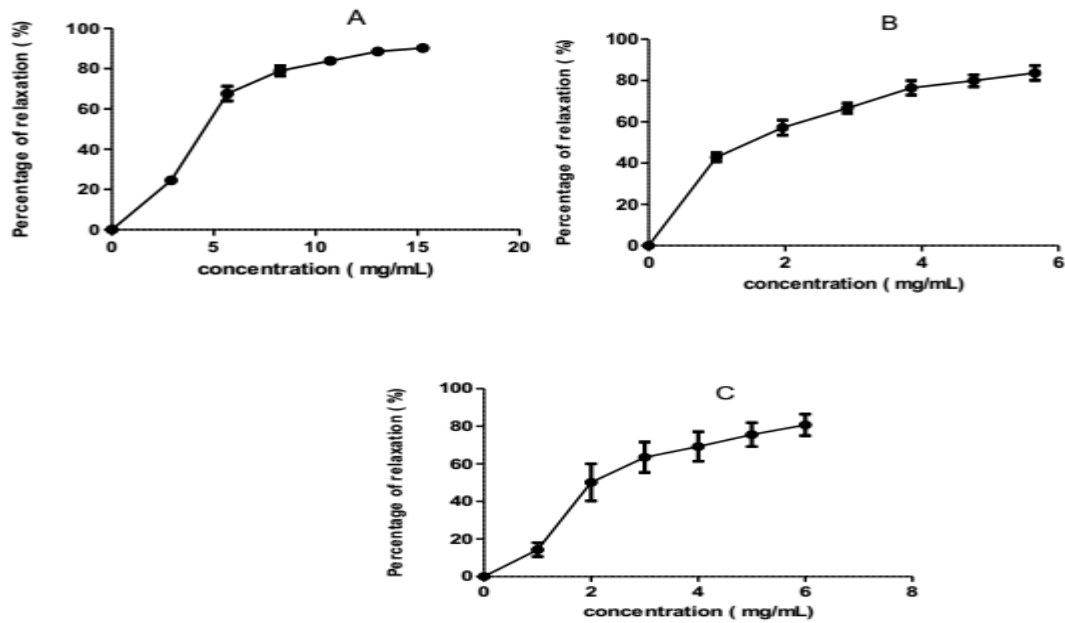 A
Percentage of relaxation ( %)
100
80
60
40
20
0
0 5 10 15 20
concentration ( mg/mL)
B
Percentage of relaxation ( %)
100
80
60
40
20
0
0 2 4 6
concentration ( mg/mL)
C
Percentage of relaxation ( %)
100
80
60
40
20
0
0 2 4 6 8
concentration ( mg/mL)